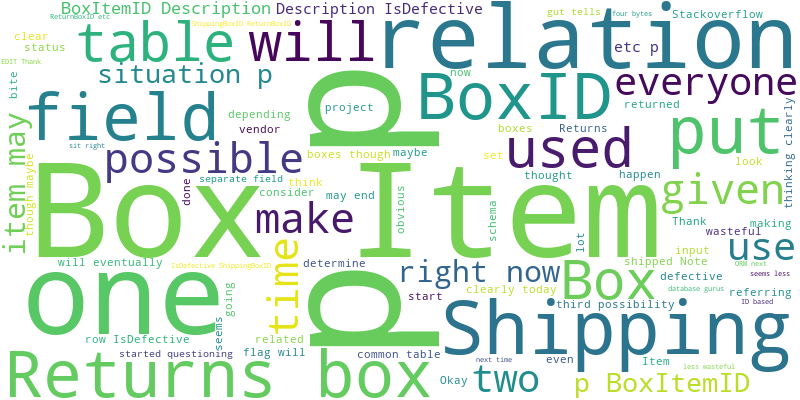 BoxItemID Description
Description IsDefective
ShippingBoxID ReturnBoxID
ReturnBoxID etc
gut tells
four bytes
Stackoverflow
clear
status
EDIT Thank
table
will
relation
etc p
situation p
now
everyone
bite
field
p
project
BoxID
returned
depending
vendor
boxes
Returns
put
sit right
possible
boxes though
maybe
used
set
look
thinking clearly
item may
though maybe
Box
Item
done
separate field
think
consider
may end
thought
happen
given
make
obvious
schema
Thank
making
wasteful
lot
use
time
will eventually
IsDefective ShippingBoxID
determine
right now
Box
shipped Note
input
defective
ORM next
seems less
one
going
start
clearly today
third possibility
referring
database gurus
ID based
p
Shipping
row IsDefective
seems
related
started questioning
flag will
common table
next time
even
Item
less wasteful
Returns
box
Okay
two
p BoxItemID